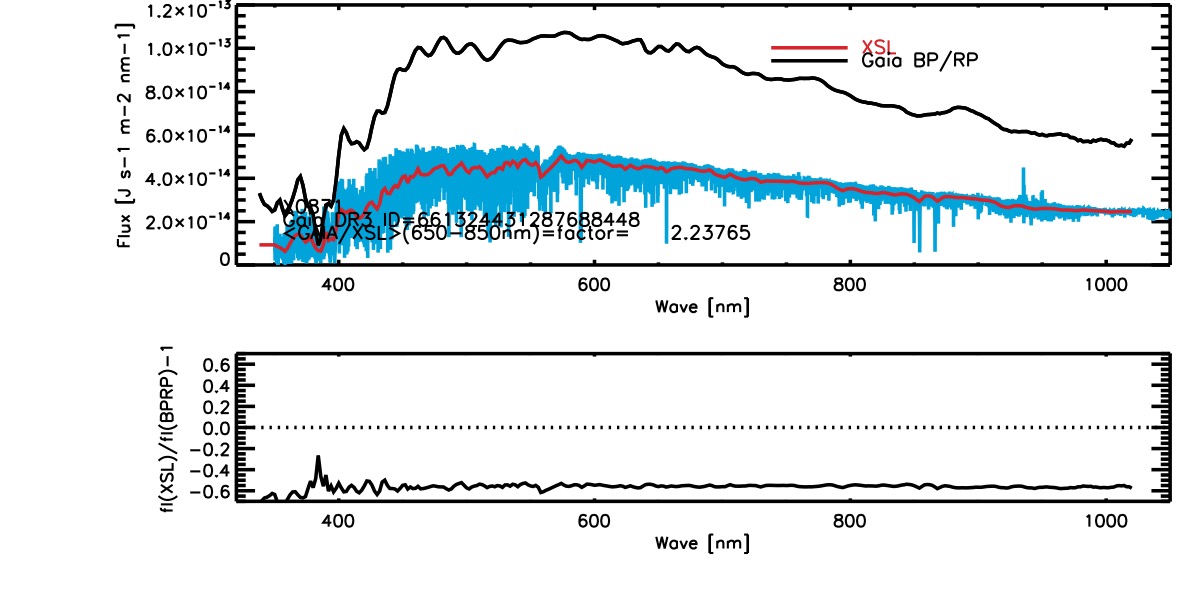 1.2×10⁻¹³
1.0×10⁻¹³
8.0×10⁻¹⁴
6.0×10⁻¹⁴
4.0×10⁻¹⁴
2.0×10⁻¹⁴
0
Flux [J s−1 m−2 nm−1]
XSL
Gaia BP/RP
X0871
Gaia DR3 ID=661324431287688448
<GAIA/XSL>(650−850nm)=factor= 2.23765
400 600 800 1000
Wave [nm]
fl(XSL)/fl(BPRP)−1
0.6
0.4
0.2
0.0
−0.2
−0.4
−0.6
400 600 800 1000
Wave [nm]